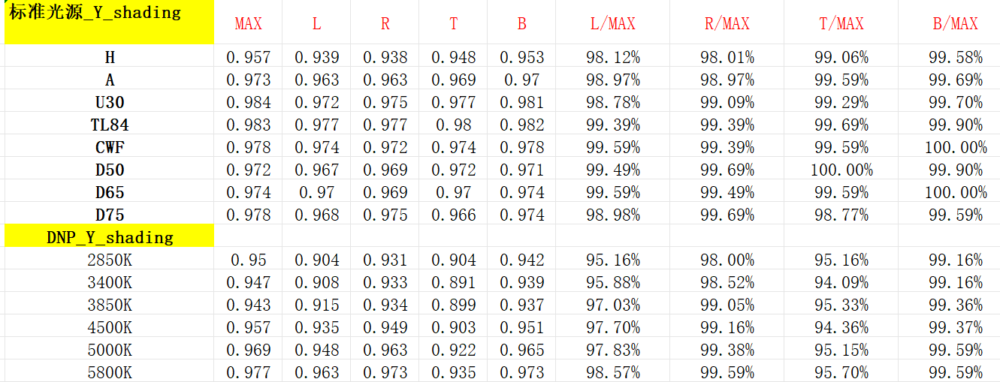 标准光源_Y_shading MAX L R T B L/MAX R/MAX T/MAX B/MAX
H 0.957 0.939 0.938 0.948 0.953 98.12% 98.01% 99.06% 99.58%
A 0.973 0.963 0.963 0.969 0.97 98.97% 98.97% 99.59% 99.69%
U30 0.984 0.972 0.975 0.977 0.981 98.78% 99.09% 99.29% 99.70%
TL84 0.983 0.977 0.977 0.98 0.982 99.39% 99.39% 99.69% 99.90%
CWF 0.978 0.974 0.972 0.974 0.978 99.59% 99.39% 99.59% 100.00%
D50 0.972 0.967 0.969 0.972 0.971 99.49% 99.69% 100.00% 99.90%
D65 0.974 0.97 0.969 0.97 0.974 99.59% 99.49% 99.59% 100.00%
D75 0.978 0.968 0.975 0.966 0.974 98.98% 99.69% 98.77% 99.59%
DNP_Y_shading
2850K 0.95 0.904 0.931 0.904 0.942 95.16% 98.00% 95.16% 99.16%
3400K 0.947 0.908 0.933 0.891 0.939 95.88% 98.52% 94.09% 99.16%
3850K 0.943 0.915 0.934 0.899 0.937 97.03% 99.05% 95.33% 99.36%
4500K 0.957 0.935 0.949 0.903 0.951 97.70% 99.16% 94.36% 99.37%
5000K 0.969 0.948 0.963 0.922 0.965 97.83% 99.38% 95.15% 99.59%
5800K 0.977 0.963 0.973 0.935 0.973 98.57% 99.59% 95.70% 99.59%